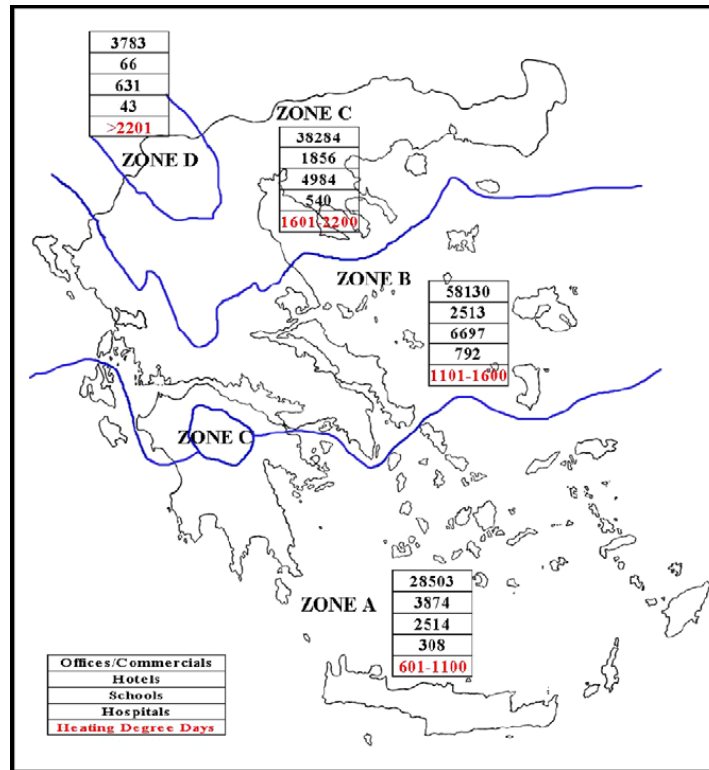 3783
66
631
43
>2201
ZONE D
ZONE C
38284
1856
4984
540
1601-2200
ZONE B
58130
2513
6697
792
1101-1600
ZONE C
ZONE A
28503
3874
2514
308
601-1100
Offices/Commercials
Hotels
Schools
Hospitals
Heating Degree Days